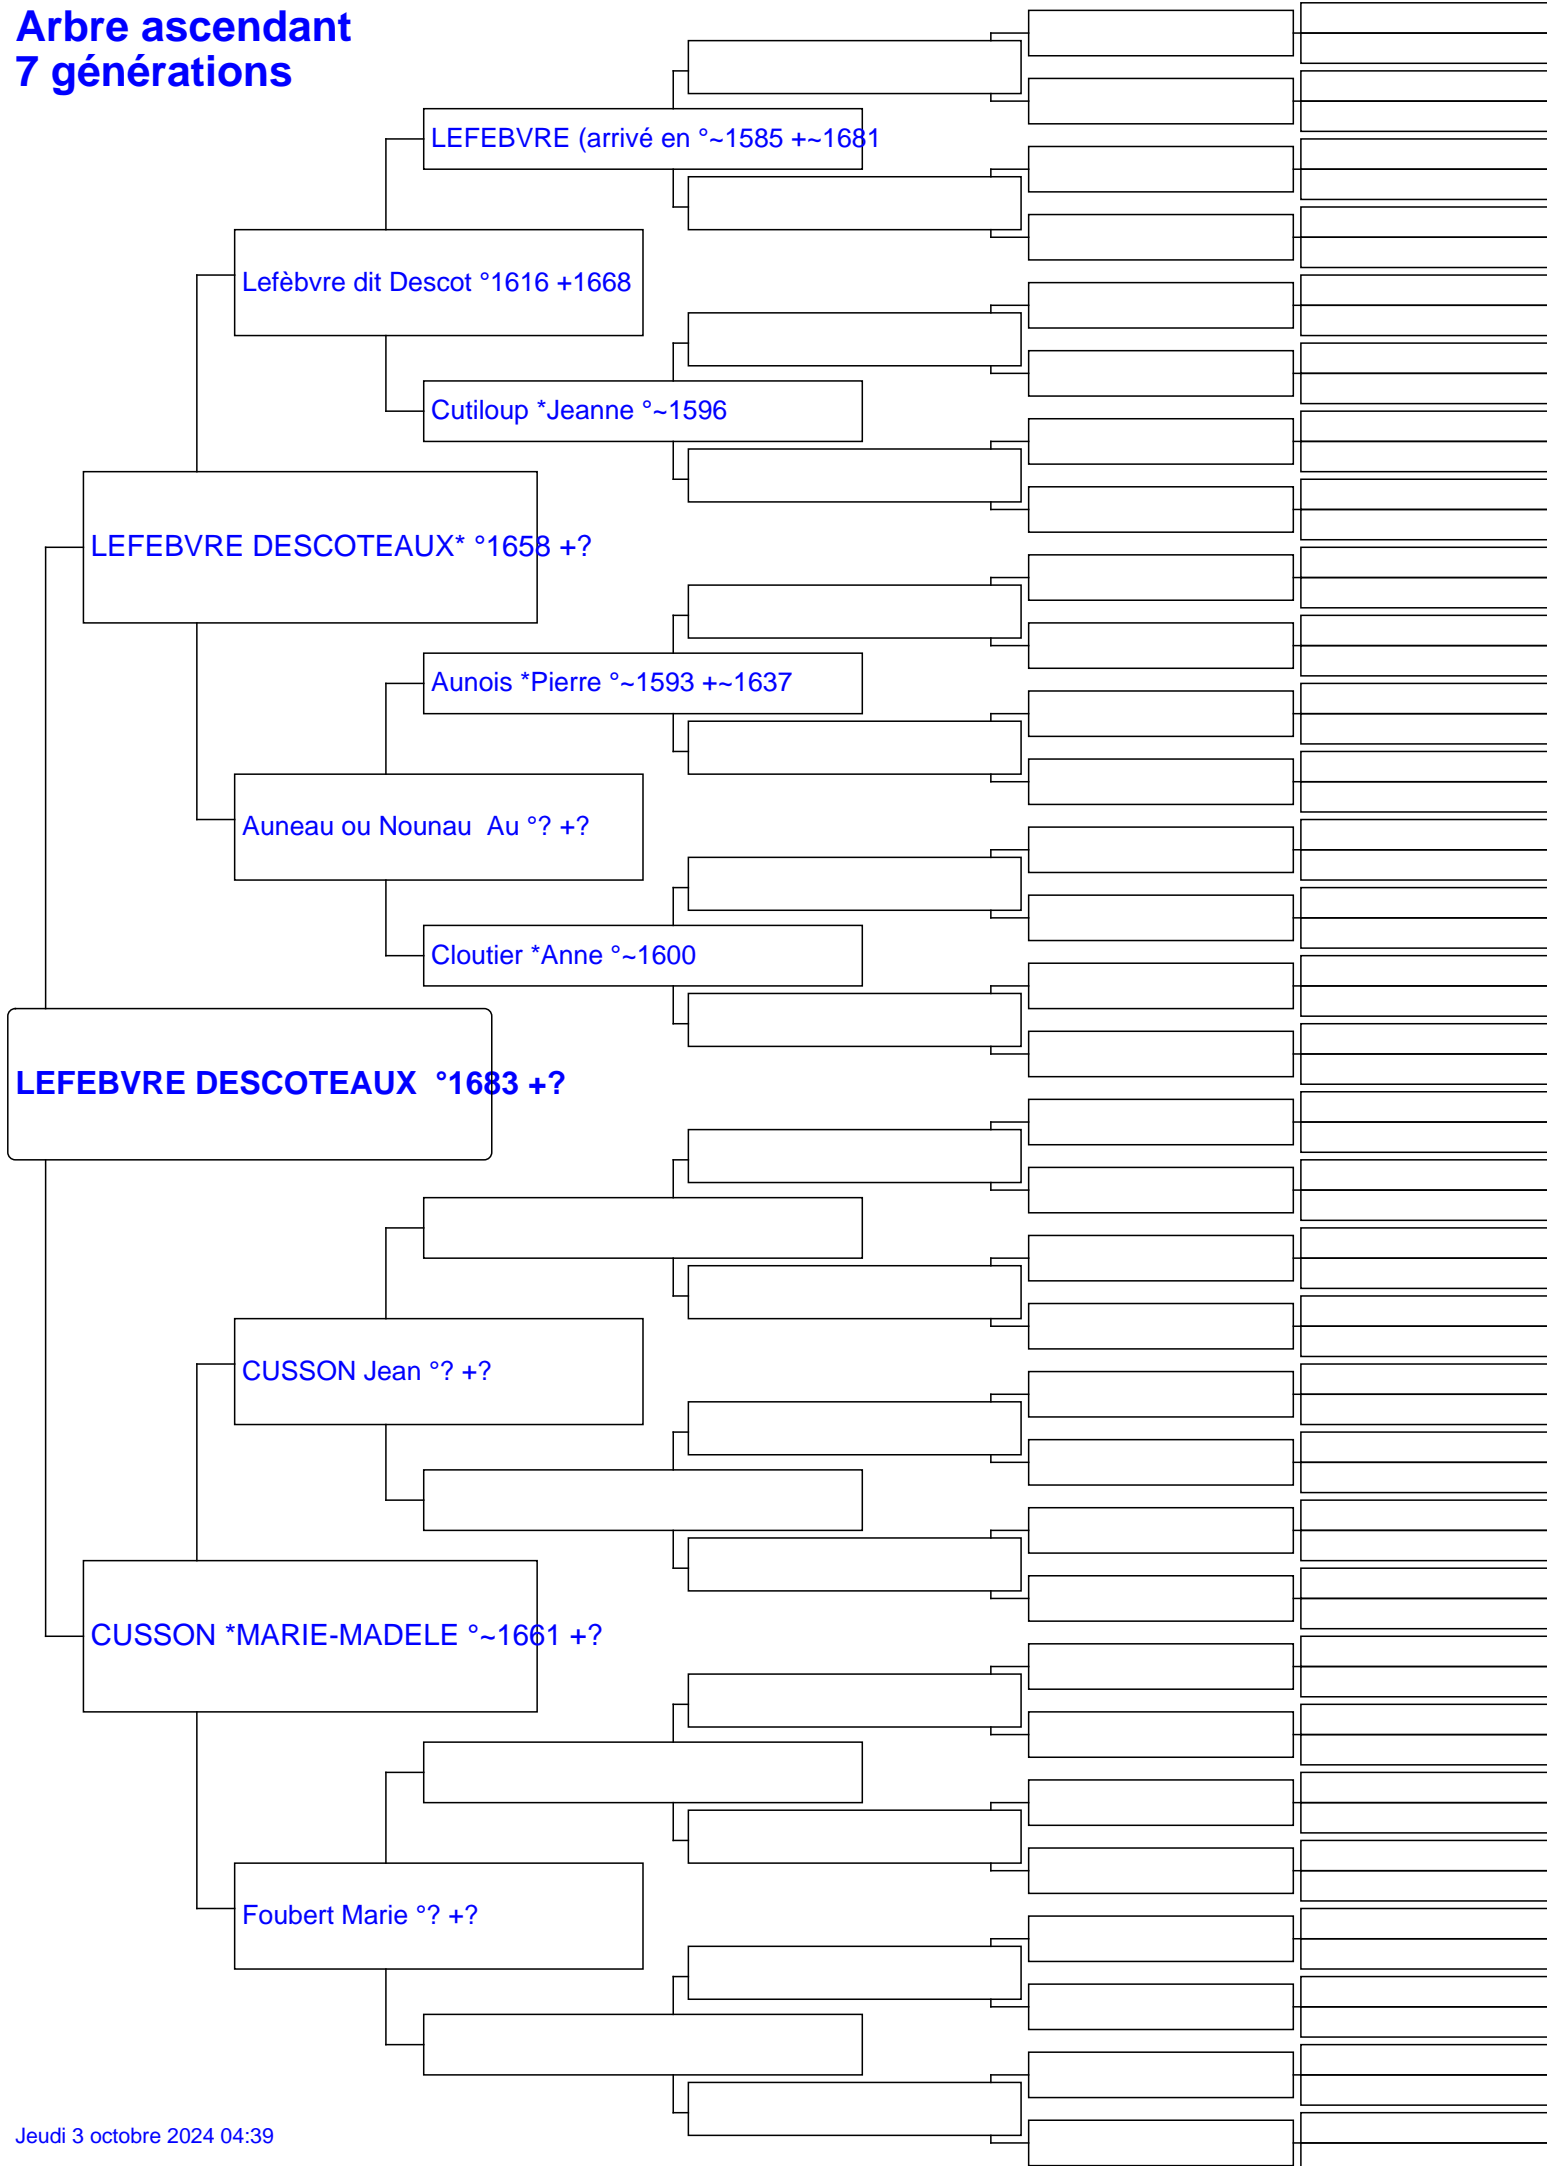 Arbre ascendant
7 générations
LEFEBVRE (arrivé en °~1585 +~1681
Lefèbvre dit Descot °1616 +1668
Cutiloup *Jeanne °~1596
LEFEBVRE DESCOTEAUX* °1658 +?
Aunois *Pierre °~1593 +~1637
Auneau ou Nounau  Au °? +?
Cloutier *Anne °~1600
LEFEBVRE DESCOTEAUX  °1683 +?
CUSSON Jean °? +?
CUSSON *MARIE-MADELE °~1661 +?
Foubert Marie °? +?
Jeudi 3 octobre 2024 04:39